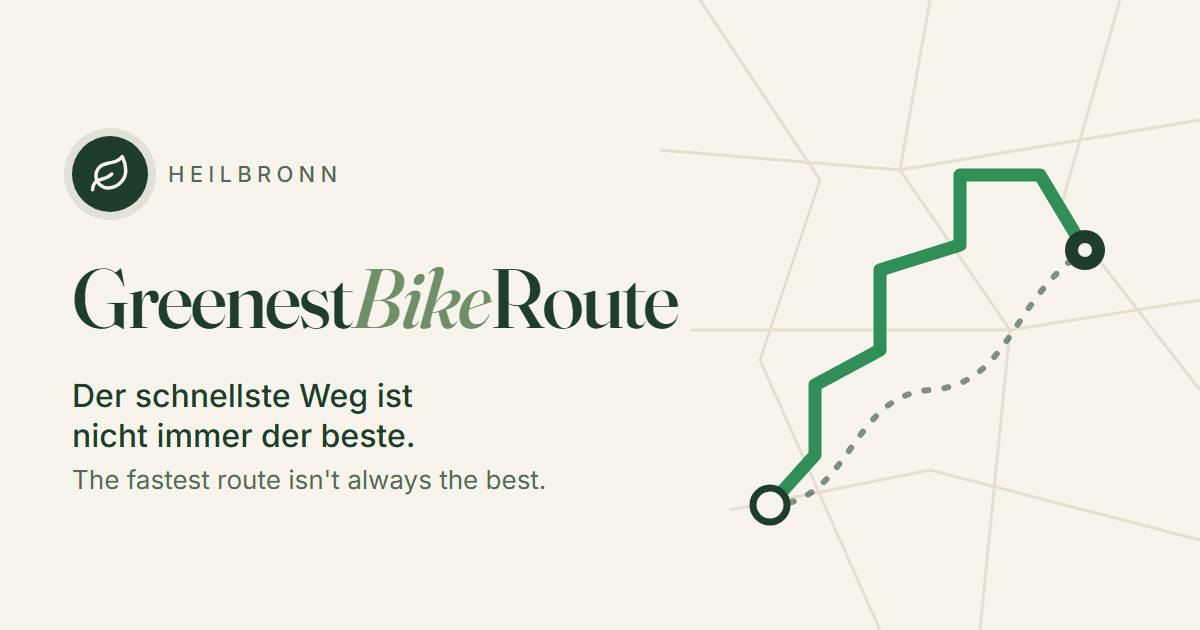 HEILBRONN
GreenestBikeRoute
Der schnellste Weg ist
nicht immer der beste.
The fastest route isn't always the best.